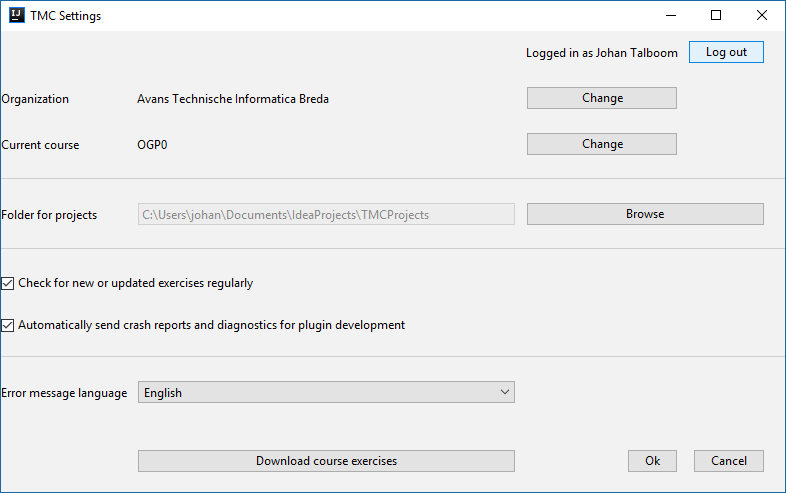 IJ TMC Settings
Logged in as Johan Talboom Log out
Organization Avans Technische Informatica Breda Change
Current course OGP0 Change
Folder for projects C:\Users\johan\Documents\IdeaProjects\TMCProjects Browse
Check for new or updated exercises regularly
Automatically send crash reports and diagnostics for plugin development
Error message language English
Download course exercises Ok Cancel